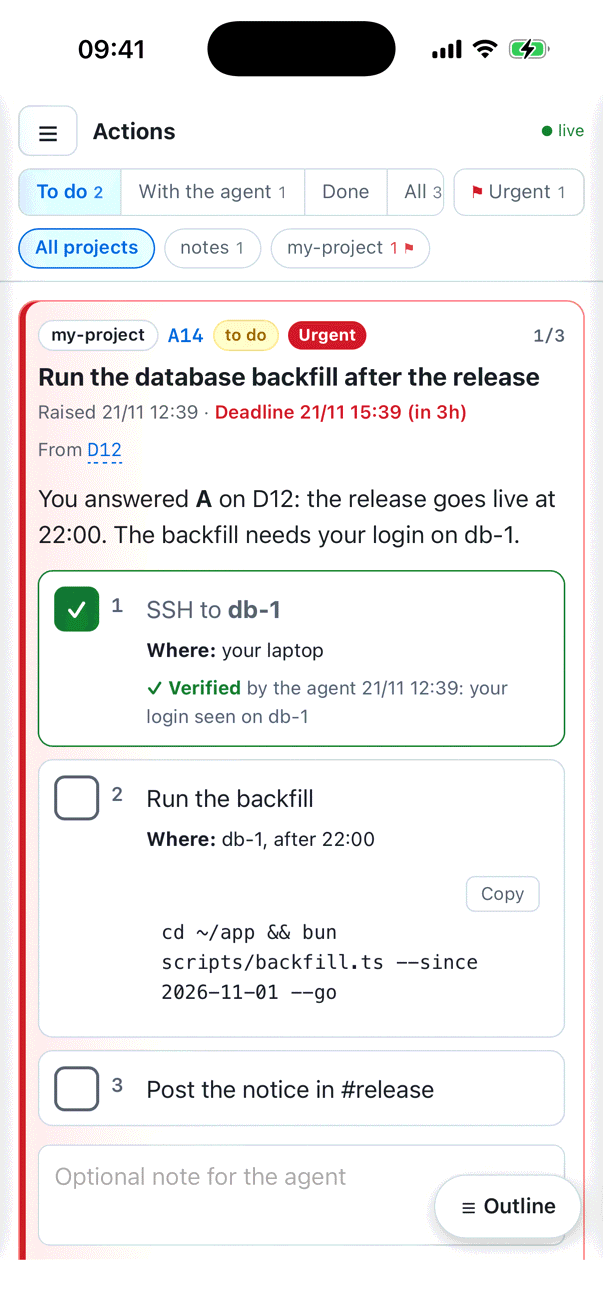 09:41
Actions
live
To do 2
With the agent 1
Done
All 3
Urgent 1
All projects
notes 1
my-project 1
my-project A14 to do Urgent 1/3
Run the database backfill after the release
Raised 21/11 12:39 · Deadline 21/11 15:39 (in 3h)
From D12
You answered A on D12: the release goes live at
22:00. The backfill needs your login on db-1.
1 SSH to db-1
Where: your laptop
✓ Verified by the agent 21/11 12:39: your
login seen on db-1
2 Run the backfill
Where: db-1, after 22:00
Copy
cd ~/app && bun
scripts/backfill.ts --since
2026-11-01 --go
3 Post the notice in #release
Optional note for the agent
≡ Outline